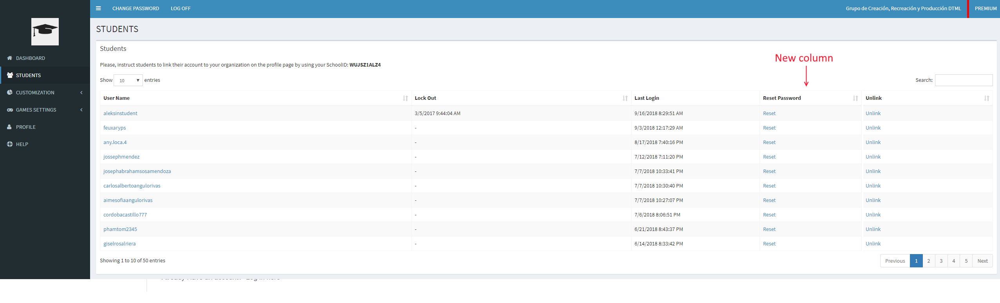 CHANGE PASSWORD LOG OFF Grupo de Creación, Recreación y Producción DTML PREMIUM
DASHBOARD
STUDENTS
CUSTOMIZATION
GAMES SETTINGS
PROFILE
HELP
STUDENTS
Students
New column
Please, instruct students to link their account to your organization on the profile page by using your SchoolID: WUJSZ1ALZ4
Show 10 entries Search:
User Name Lock Out Last Login Reset Password Unlink
aleksinstudent 3/5/2017 9:44:04 AM 9/16/2018 8:29:51 AM Reset Unlink
feuxaryps - 9/3/2018 12:17:29 AM Reset Unlink
any.loca.4 - 8/17/2018 7:40:16 PM Reset Unlink
jossephmendez - 7/12/2018 7:11:20 PM Reset Unlink
josephabrahamsosamendoza - 7/7/2018 10:33:41 PM Reset Unlink
carlosalbertoangulorivas - 7/7/2018 10:30:40 PM Reset Unlink
aimesofiaangulorivas - 7/7/2018 10:27:07 PM Reset Unlink
cordobacastillo777 - 7/6/2018 8:06:51 PM Reset Unlink
phamtom2345 - 6/21/2018 8:43:37 PM Reset Unlink
giselrosalriera - 6/14/2018 8:33:42 PM Reset Unlink
Showing 1 to 10 of 50 entries Previous 1 2 3 4 5 Next